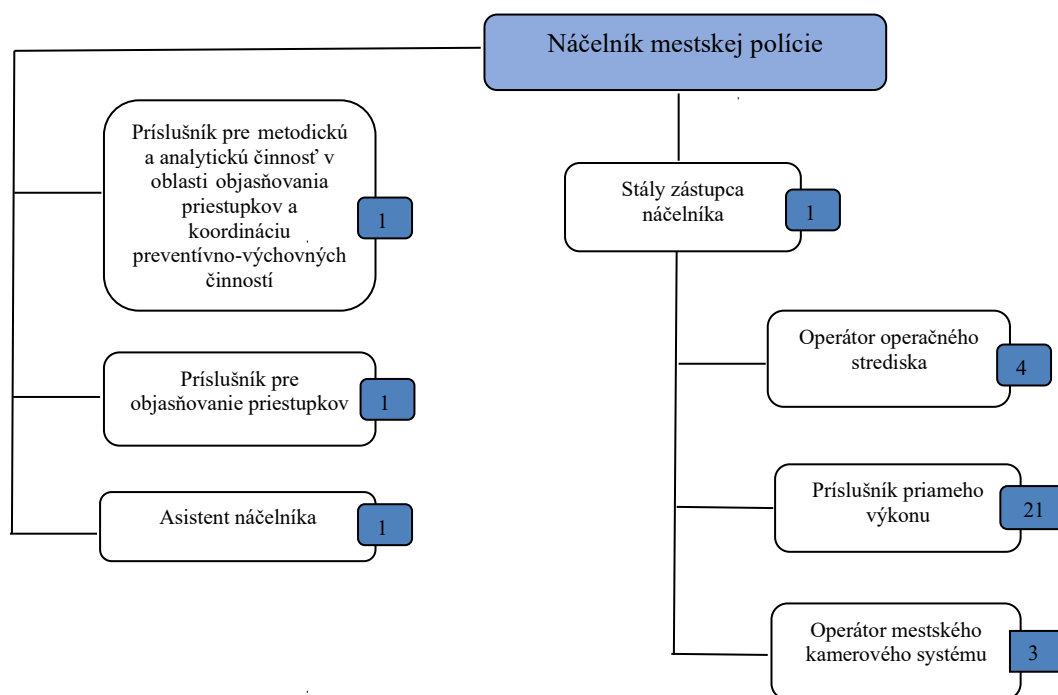 Náčelník mestskej polície
Príslušník pre metodickú
a analytickú činnosť v
oblasti objasňovania
priestupkov a
koordináciu
preventívno-výchovných
činností
1
Príslušník pre
objasňovanie priestupkov
1
Asistent náčelníka
1
Stály zástupca
náčelníka
1
Operátor operačného
strediska
4
Príslušník priameho
výkonu
21
Operátor mestského
kamerového systému
3